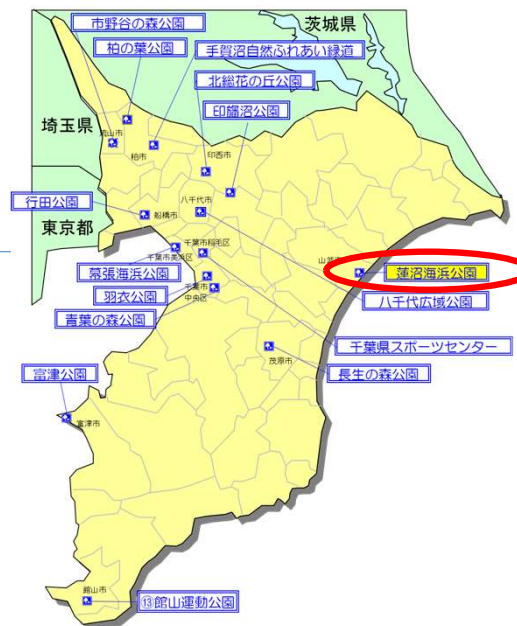 市野谷の森公園
茨城県
柏の葉公園
手賀沼自然ふれあい緑道
北総花の丘公園
印旛沼公園
埼玉県
流山市
柏市
印西市
行田公園
船橋市
八千代市
東京都
千葉市稲毛区
千葉市美浜区
山武市
蓮沼海浜公園
幕張海浜公園
羽衣公園
千葉市
中央区
八千代広域公園
青葉の森公園
千葉県スポーツセンター
茂原市
長生の森公園
富津公園
富津市
館山市
⑬館山運動公園